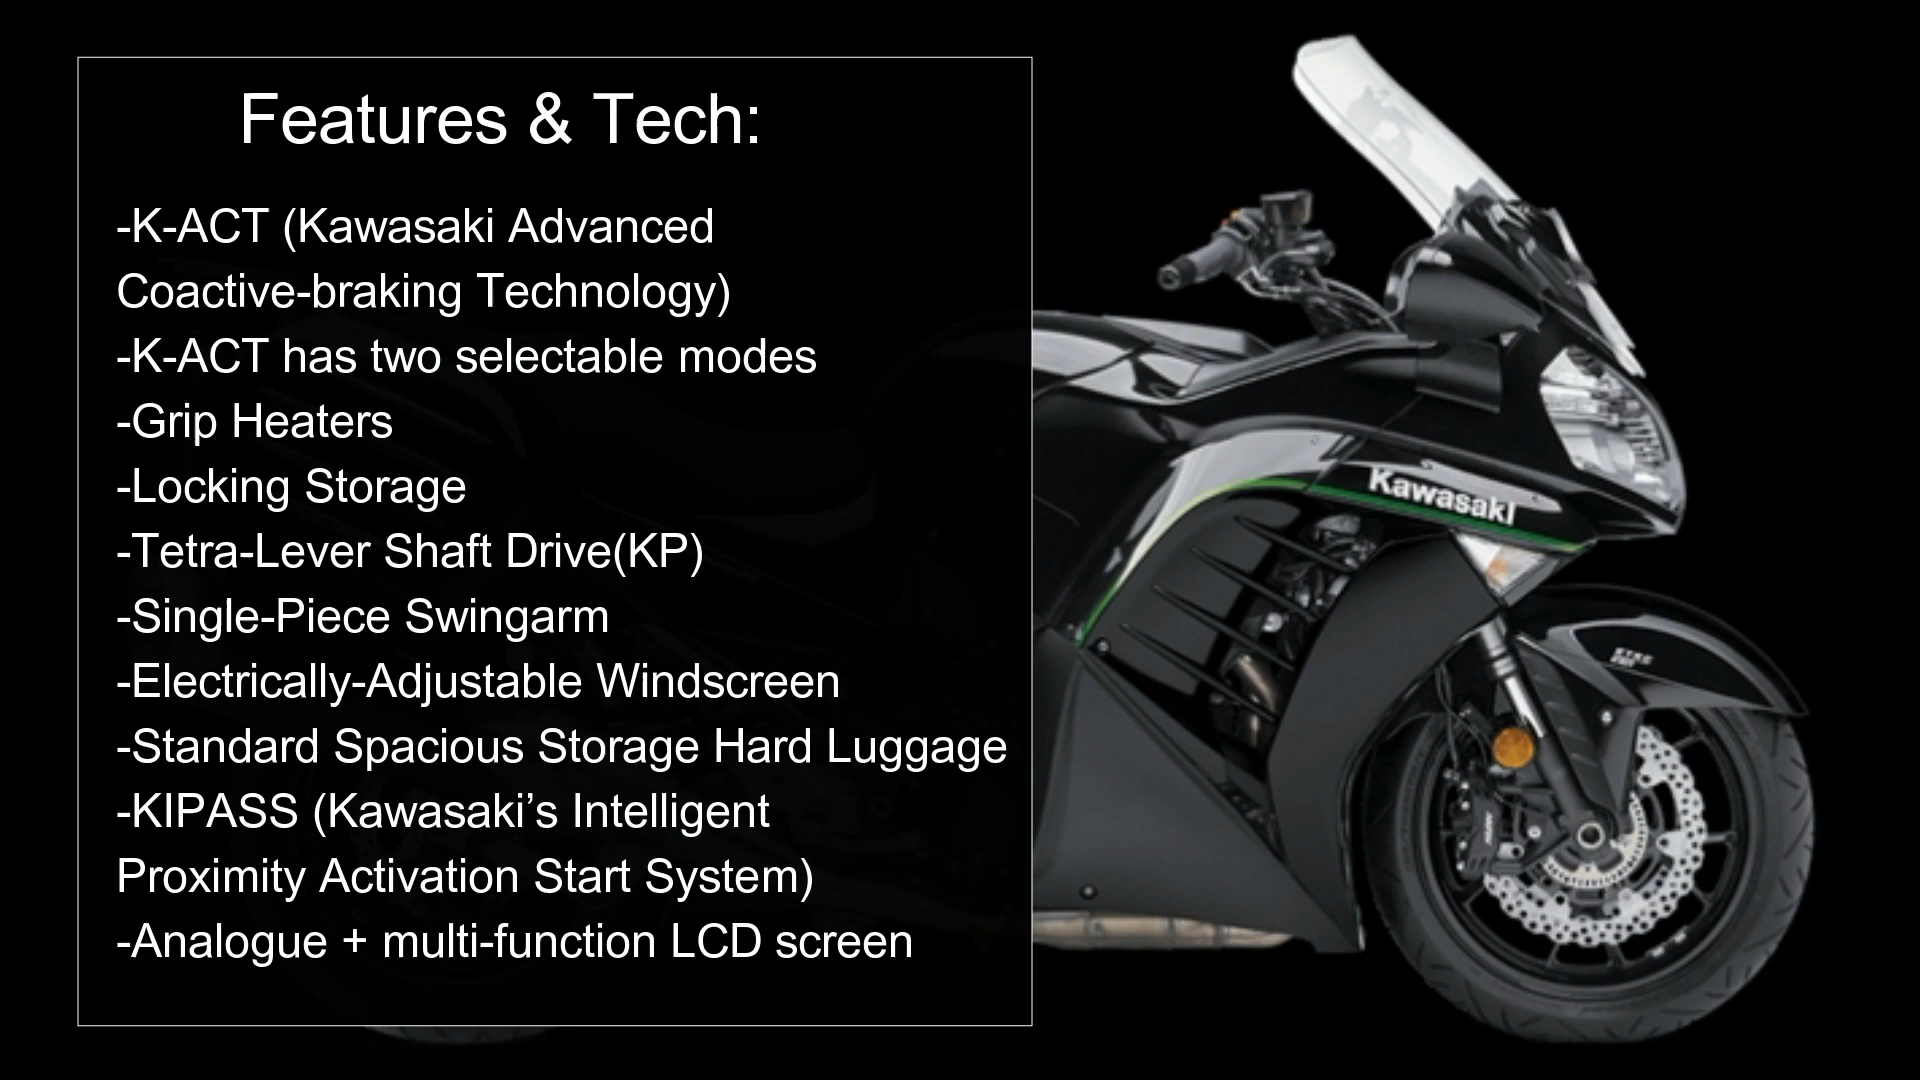 Features & Tech:
-K-ACT (Kawasaki Advanced
Coactive-braking Technology)
-K-ACT has two selectable modes
-Grip Heaters
-Locking Storage
-Tetra-Lever Shaft Drive(KP)
-Single-Piece Swingarm
-Electrically-Adjustable Windscreen
-Standard Spacious Storage Hard Luggage
-KIPASS (Kawasaki’s Intelligent
Proximity Activation Start System)
-Analogue + multi-function LCD screen
Kawasaki